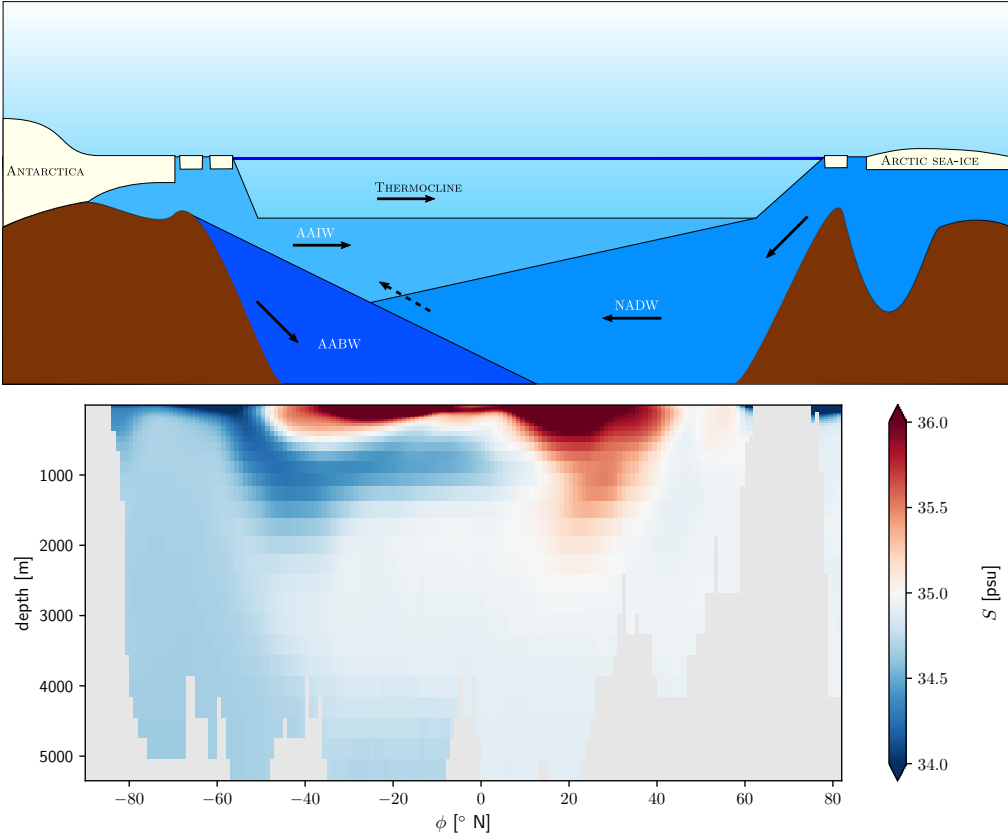 Antarctica
Arctic sea-ice
Thermocline
AAIW
NADW
AABW
36.0
1000
35.5
2000
depth [m]
35.0
S [psu]
3000
4000
34.5
5000
34.0
−80 −60 −40 −20 0 20 40 60 80
ϕ [° N]